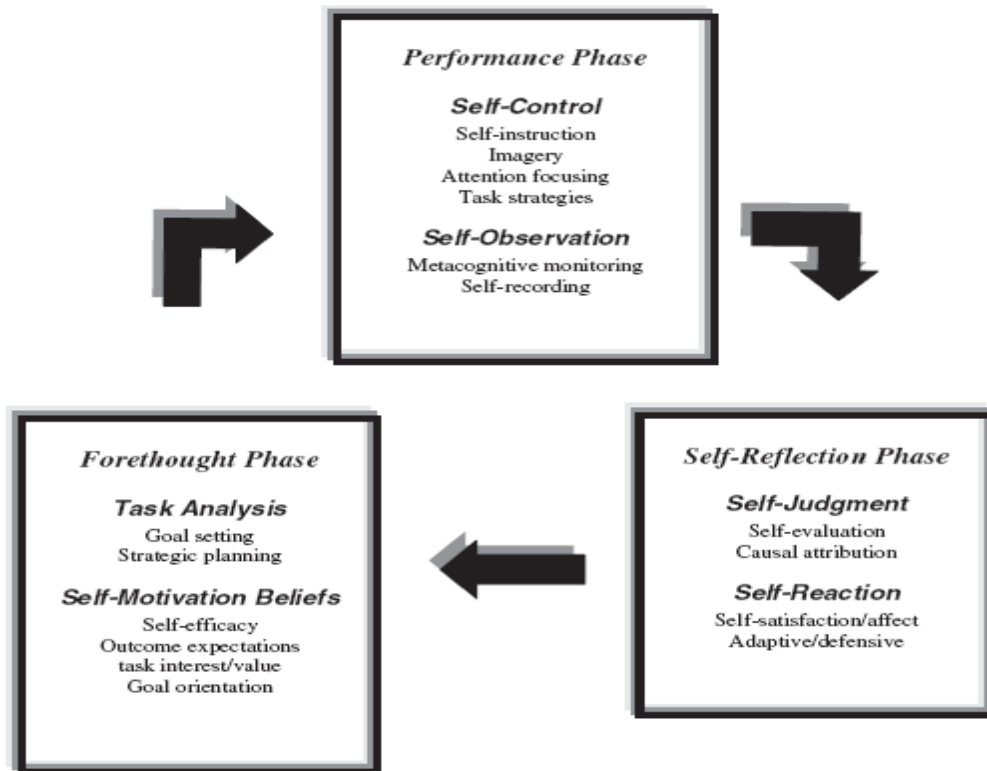 Performance Phase
Self-Control
Self-instruction
Imagery
Attention focusing
Task strategies
Self-Observation
Metacognitive monitoring
Self-recording
Forethought Phase
Task Analysis
Goal setting
Strategic planning
Self-Motivation Beliefs
Self-efficacy
Outcome expectations
task interest/value
Goal orientation
Self-Reflection Phase
Self-Judgment
Self-evaluation
Causal attribution
Self-Reaction
Self-satisfaction/affect
Adaptive/defensive